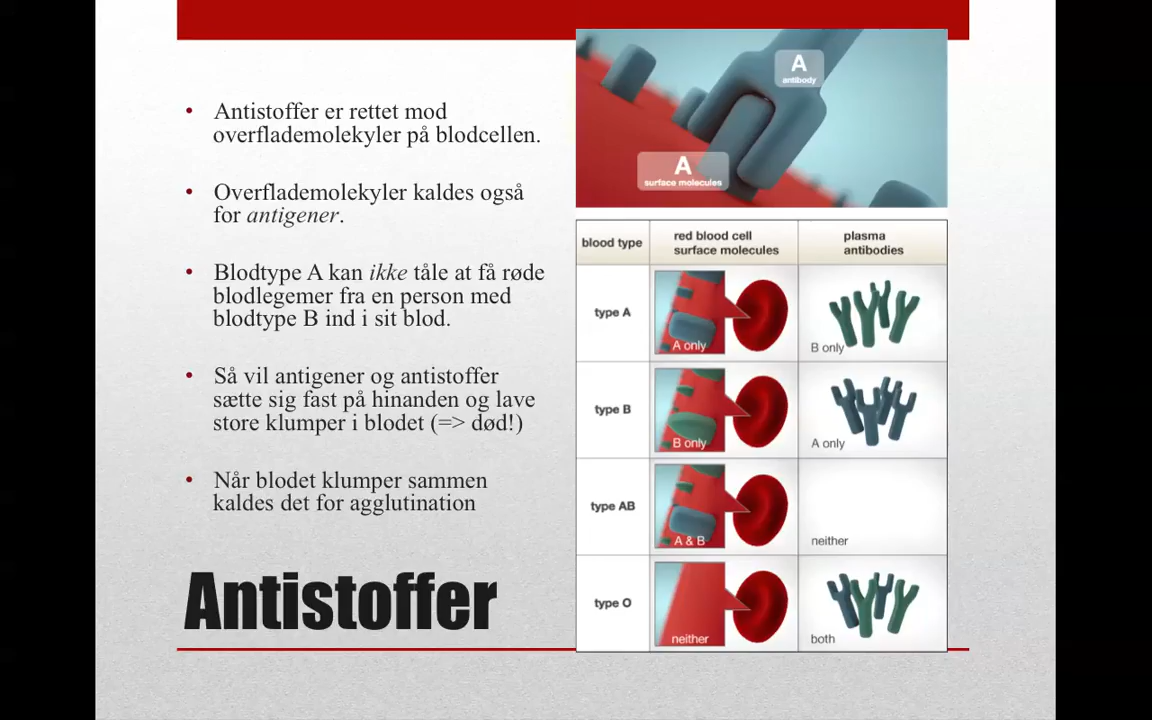 • Antistoffer er rettet mod
overflademolekyler på blodcellen.
• Overflademolekyler kaldes også
for antigener.
• Blodtype A kan ikke tåle at få røde
blodlegemer fra en person med
blodtype B ind i sit blod.
• Så vil antigener og antistoffer
sætte sig fast på hinanden og lave
store klumper i blodet (=> død!)
• Når blodet klumper sammen
kaldes det for agglutination
Antistoffer
A
antibody
A
surface molecules
blood type
red blood cell
surface molecules
plasma
antibodies
type A
A only
B only
type B
B only
A only
type AB
A & B
neither
type O
neither
both